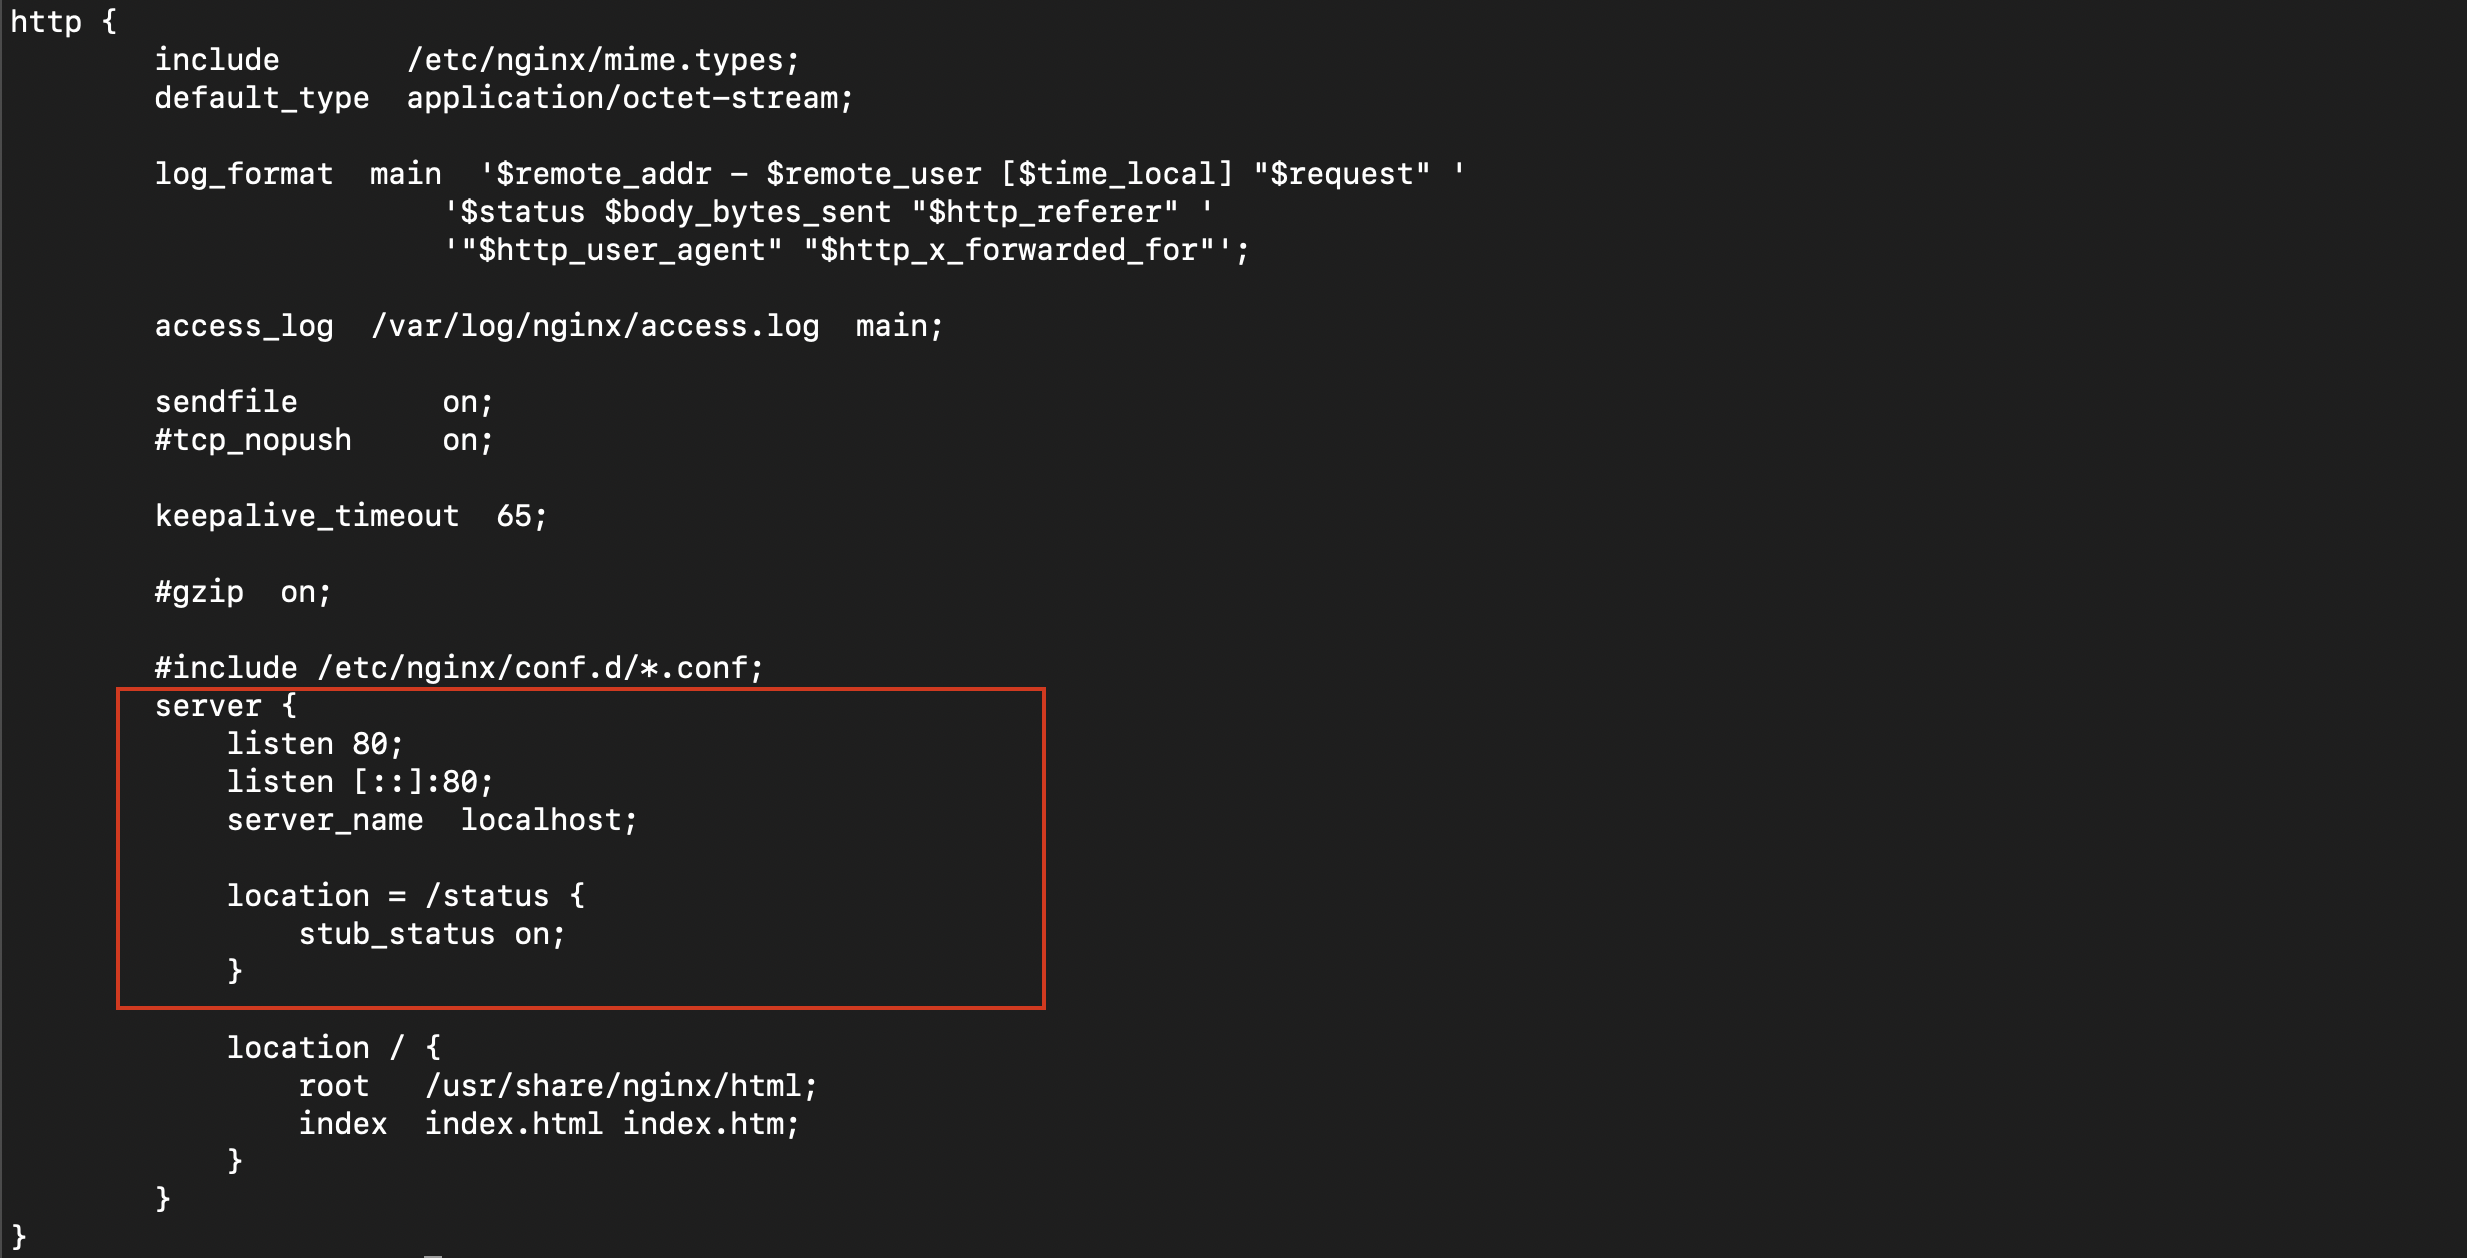 http {
include /etc/nginx/mime.types;
default_type application/octet-stream;
log_format main '$remote_addr - $remote_user [$time_local] "$request" '
'$status $body_bytes_sent "$http_referer" '
'"$http_user_agent" "$http_x_forwarded_for"';
access_log /var/log/nginx/access.log main;
sendfile on;
#tcp_nopush on;
keepalive_timeout 65;
#gzip on;
#include /etc/nginx/conf.d/*.conf;
server {
listen 80;
listen [::]:80;
server_name localhost;
location = /status {
stub_status on;
}
location / {
root /usr/share/nginx/html;
index index.html index.htm;
}
}
}